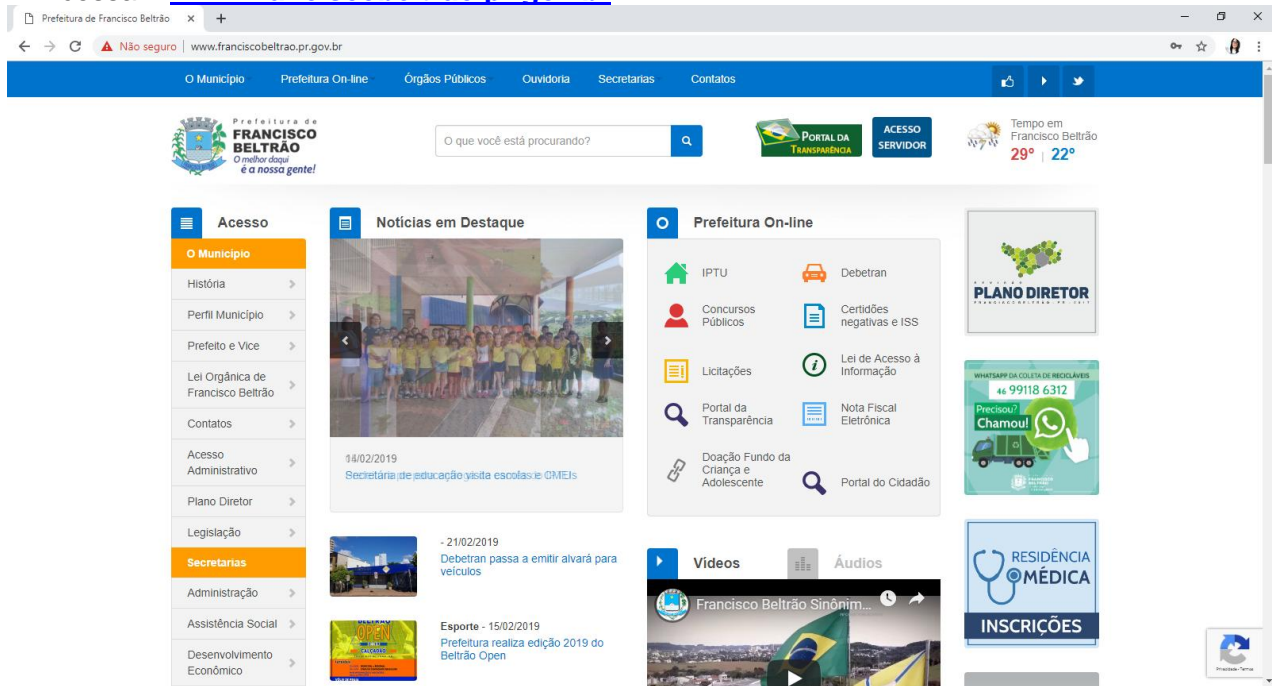 Prefeitura de Francisco Beltrão
Não seguro | www.franciscobeltrao.pr.gov.br
O Município
Prefeitura On-line
Órgãos Públicos
Ouvidoria
Secretarias
Contatos
Prefeitura de
FRANCISCO
BELTRÃO
O melhor daqui
é a nossa gente!
O que você está procurando?
PORTAL DA
TRANSPARÊNCIA
ACESSO
SERVIDOR
Tempo em
Francisco Beltrão
29° | 22°
Acesso
O Município
História
Perfil Município
Prefeito e Vice
Lei Orgânica de
Francisco Beltrão
Contatos
Acesso
Administrativo
Plano Diretor
Legislação
Secretarias
Administração
Assistência Social
Desenvolvimento
Econômico
Notícias em Destaque
14/02/2019
Secretária de educação visita escolas e CMEIs
- 21/02/2019
Debetran passa a emitir alvará para
veículos
BELTRÃO
OPEN
Esporte - 15/02/2019
Prefeitura realiza edição 2019 do
Beltrão Open
Prefeitura On-line
IPTU
Debetran
Concursos
Públicos
Certidões
negativas e ISS
Licitações
Lei de Acesso à
Informação
Portal da
Transparência
Nota Fiscal
Eletrônica
Doação Fundo da
Criança e
Adolescente
Portal do Cidadão
Vídeos
Áudios
Francisco Beltrão Sinônim...
PLANO DIRETOR
WHATSAPP DA COLETA DE RECICLÁVEIS
46 99118 6312
Precisou?
Chamou!
RESIDÊNCIA
MÉDICA
INSCRIÇÕES
Privacidade - Termos